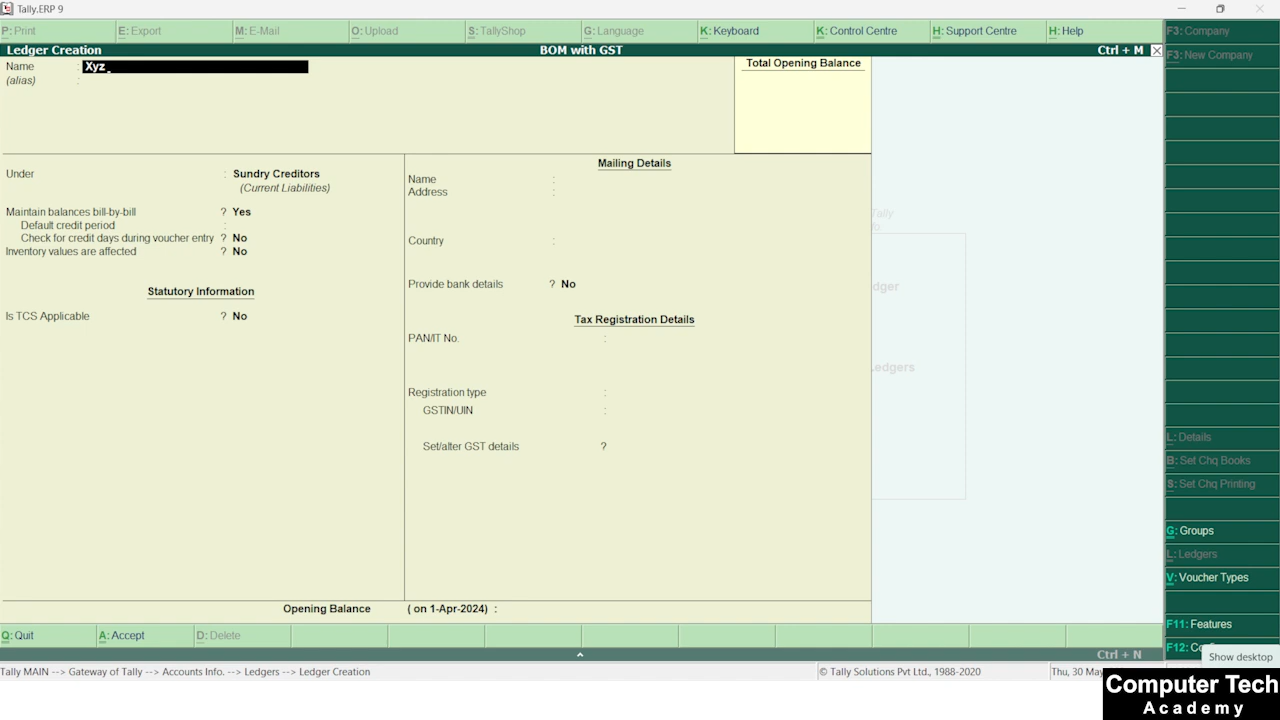 Tally.ERP 9
P: Print E: Export M: E-Mail O: Upload S: TallyShop G: Language K: Keyboard K: Control Centre H: Support Centre H: Help
Ledger Creation BOM with GST Ctrl + M
Name : Xyz
(alias) :
Total Opening Balance
Under : Sundry Creditors
(Current Liabilities)
Maintain balances bill-by-bill ? Yes
Default credit period :
Check for credit days during voucher entry ? No
Inventory values are affected ? No
Statutory Information
Is TCS Applicable ? No
Mailing Details
Name :
Address :
Country :
Provide bank details ? No
Tax Registration Details
PAN/IT No. :
Registration type :
GSTIN/UIN :
Set/alter GST details ?
Opening Balance ( on 1-Apr-2024) :
Tally
fo
dger
Ledgers
F3: Company
F3: New Company
L: Details
B: Set Chq Books
S: Set Chq Printing
G: Groups
L: Ledgers
V: Voucher Types
F11: Features
F12: Co
Show desktop
Q: Quit A: Accept D: Delete
Ctrl + N
Tally MAIN --> Gateway of Tally --> Accounts Info. --> Ledgers --> Ledger Creation © Tally Solutions Pvt Ltd., 1988-2020 Thu, 30 May
Computer Tech
Academy